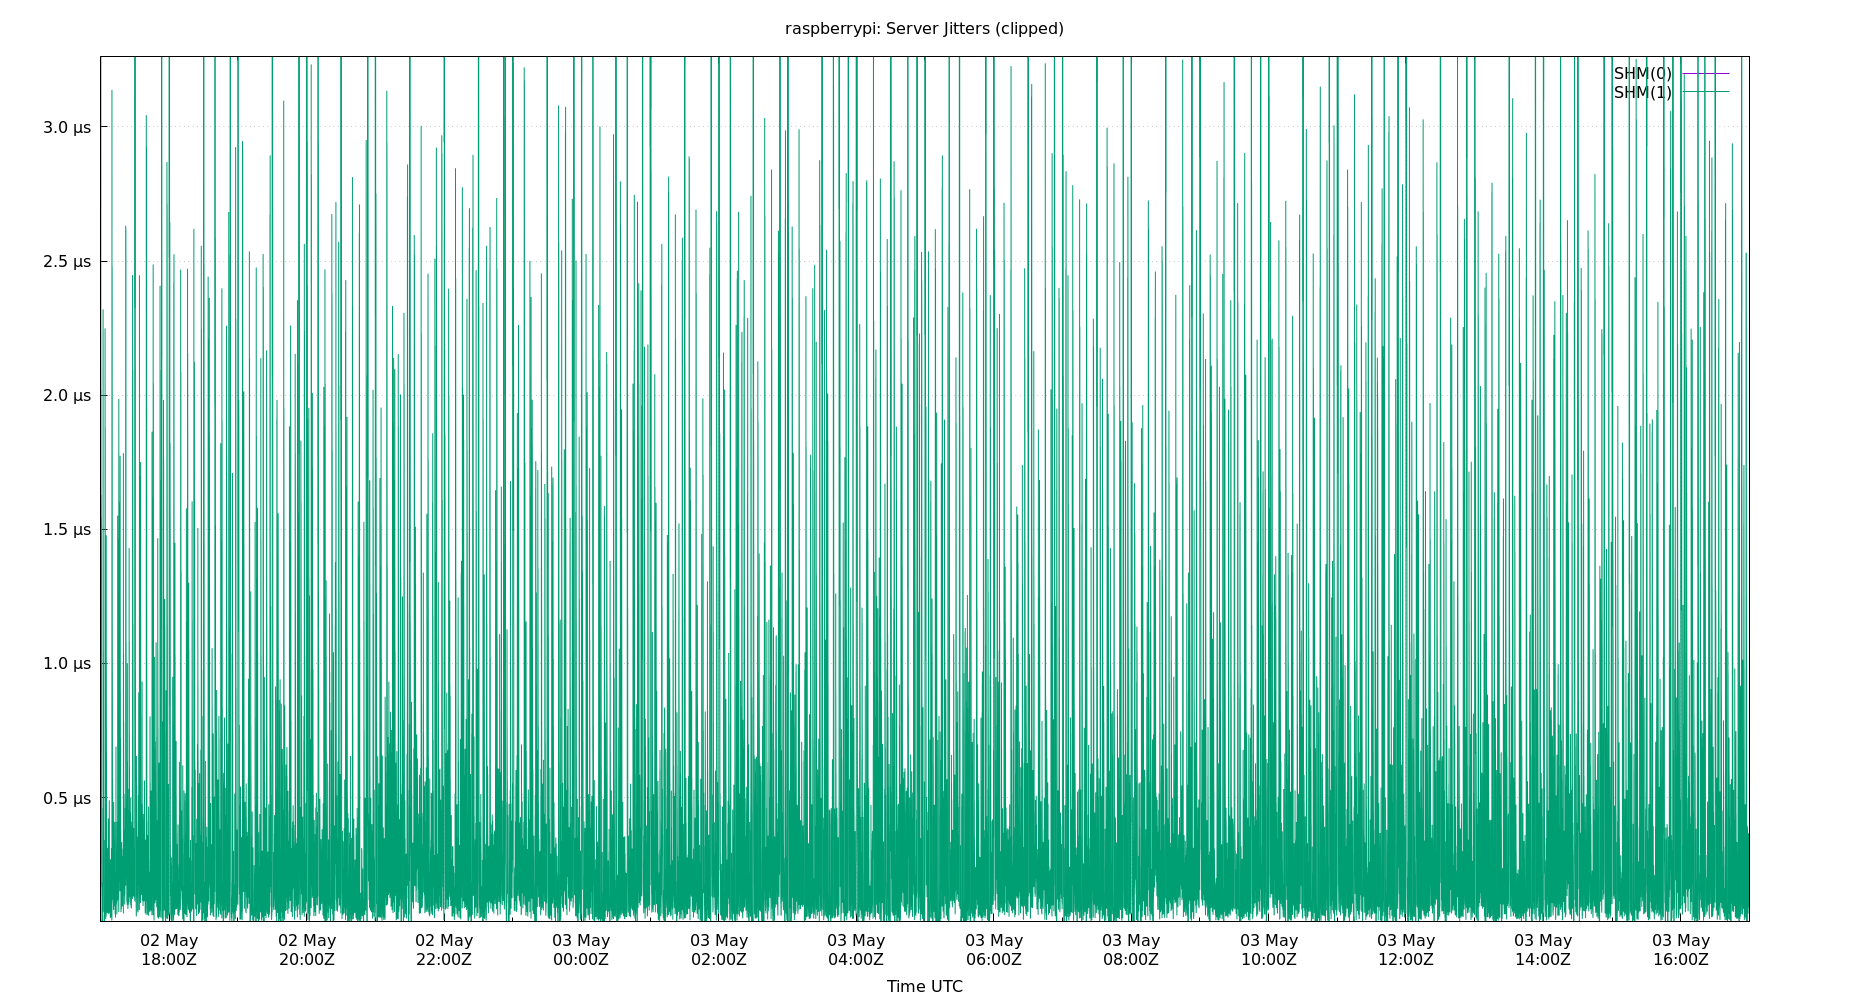 raspberrypi: Server Jitters (clipped)
SHM(0)
SHM(1)
3.0 µs
2.5 µs
2.0 µs
1.5 µs
1.0 µs
0.5 µs
02 May 02 May 02 May 03 May 03 May 03 May 03 May 03 May 03 May 03 May 03 May 03 May
18:00Z 20:00Z 22:00Z 00:00Z 02:00Z 04:00Z 06:00Z 08:00Z 10:00Z 12:00Z 14:00Z 16:00Z
Time UTC